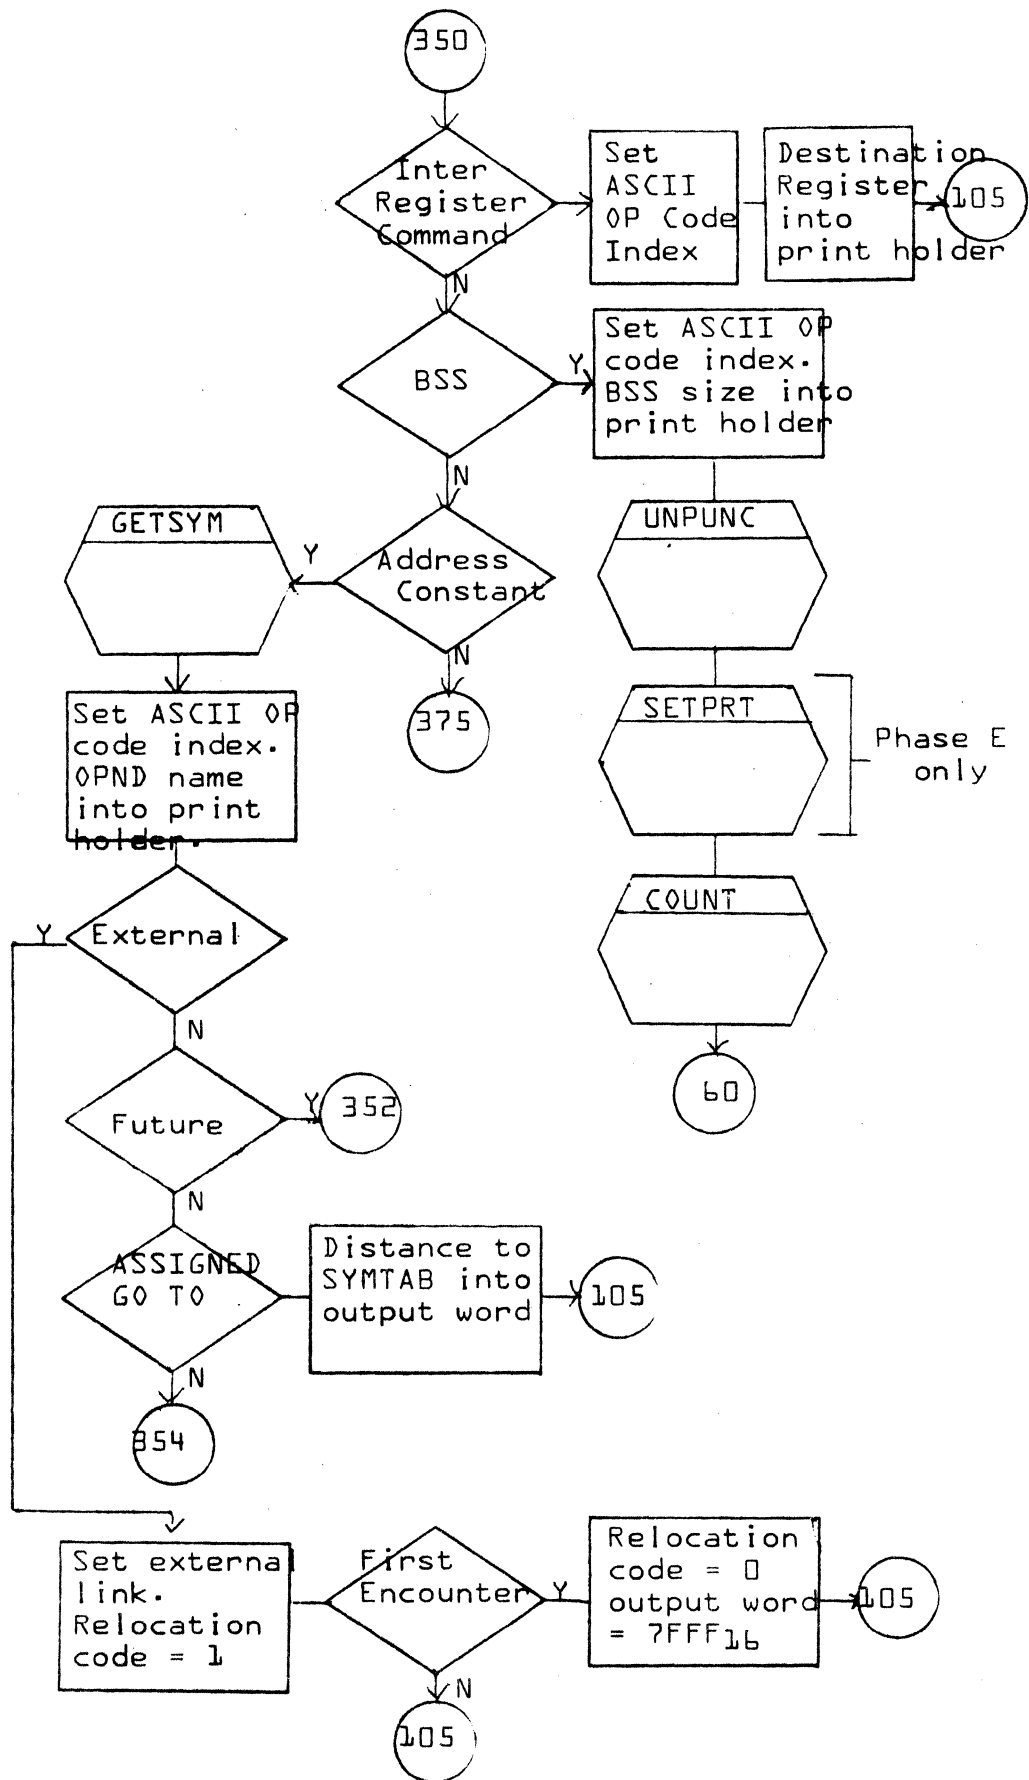 350
Inter
Register
Command
Set
ASCII
OP Code
Index
Destination
Register
into
print holder
105
N
BSS
Y
Set ASCII OP
code index.
BSS size into
print holder
N
UNPUNC
GETSYM
Y
Address
Constant
N
375
SETPRT
Phase E
only
Set ASCII OP
code index.
OPND name
into print
holder.
COUNT
60
Y
External
N
Future
Y
352
N
ASSIGNED
GO TO
Distance to
SYMTAB into
output word
105
N
354
Set external
link.
Relocation
code = 1
First
Encounter
Y
Relocation
code = 0
output word
= 7FFF16
105
N
105